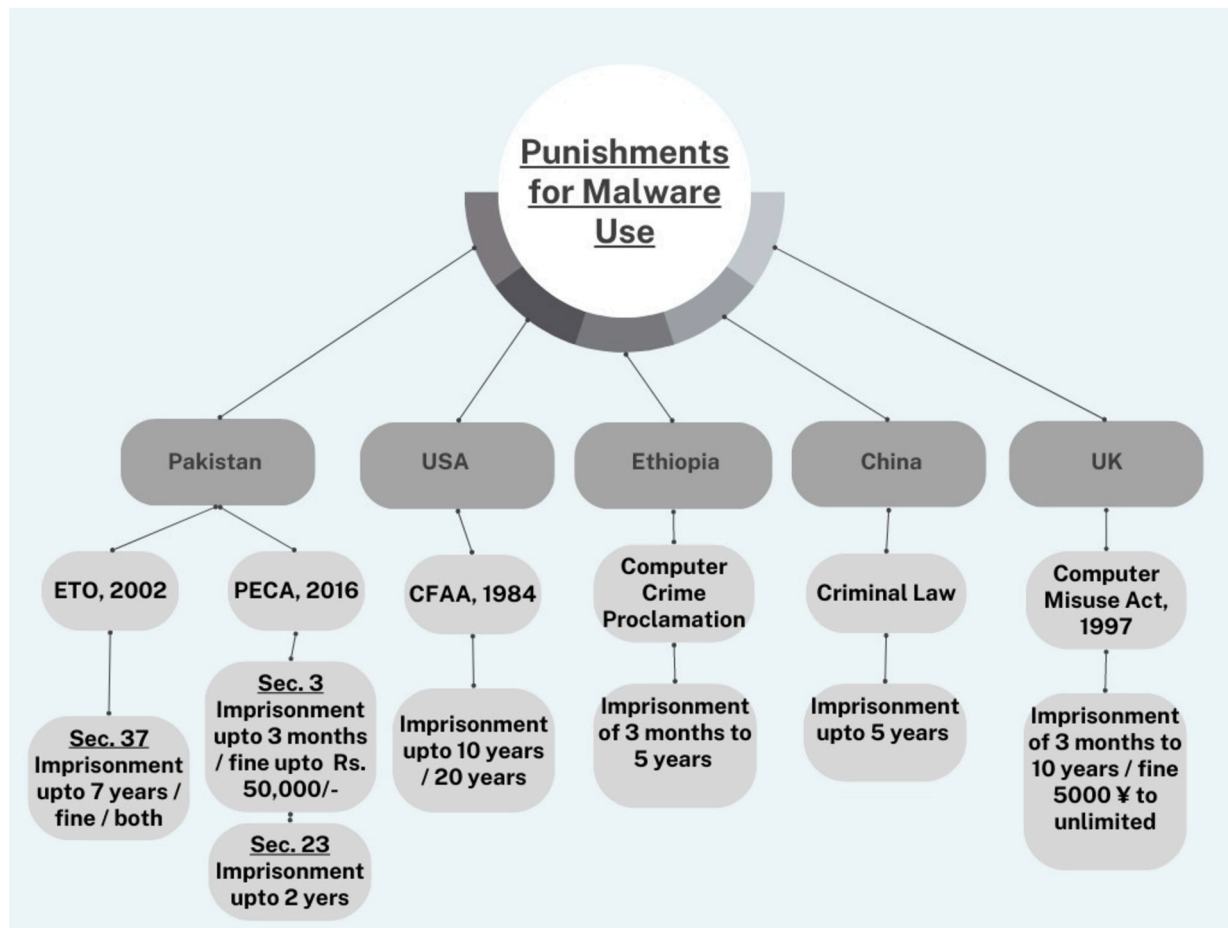 Punishments
for Malware
Use
Pakistan
USA
Ethiopia
China
UK
ETO, 2002
PECA, 2016
CFAA, 1984
Computer
Crime
Proclamation
Criminal Law
Computer
Misuse Act,
1997
Sec. 37
Imprisonment
upto 7 years /
fine / both
Sec. 3
Imprisonment
upto 3 months
/ fine upto Rs.
50,000/-
Sec. 23
Imprisonment
upto 2 yers
Imprisonment
upto 10 years
/ 20 years
Imprisonment
of 3 months to
5 years
Imprisonment
upto 5 years
Imprisonment
of 3 months to
10 years / fine
5000 ¥ to
unlimited